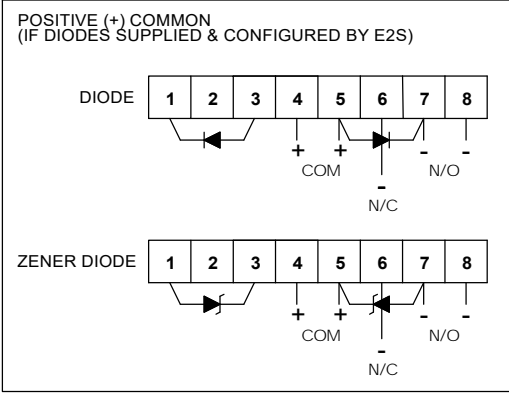 POSITIVE (+) COMMON
(IF DIODES SUPPLIED & CONFIGURED BY E2S)
DIODE 1 2 3 4 5 6 7 8
+ + - -
COM N/O
-
N/C
ZENER DIODE 1 2 3 4 5 6 7 8
+ + - -
COM N/O
-
N/C